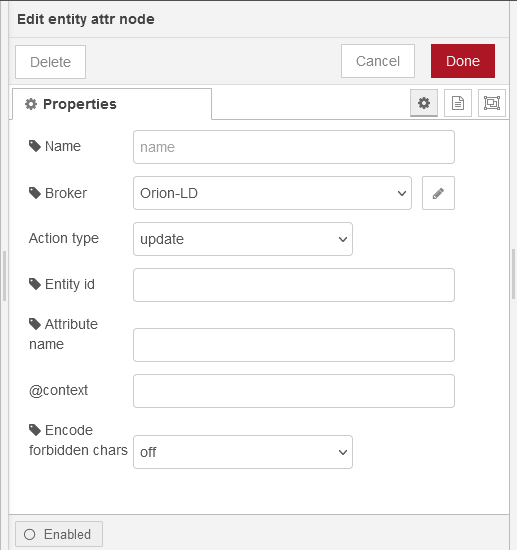 Edit entity attr node
Delete
Cancel
Done
Properties
Name
name
Broker
Orion-LD
Action type
update
Entity id
Attribute
name
@context
Encode
forbidden chars
off
Enabled